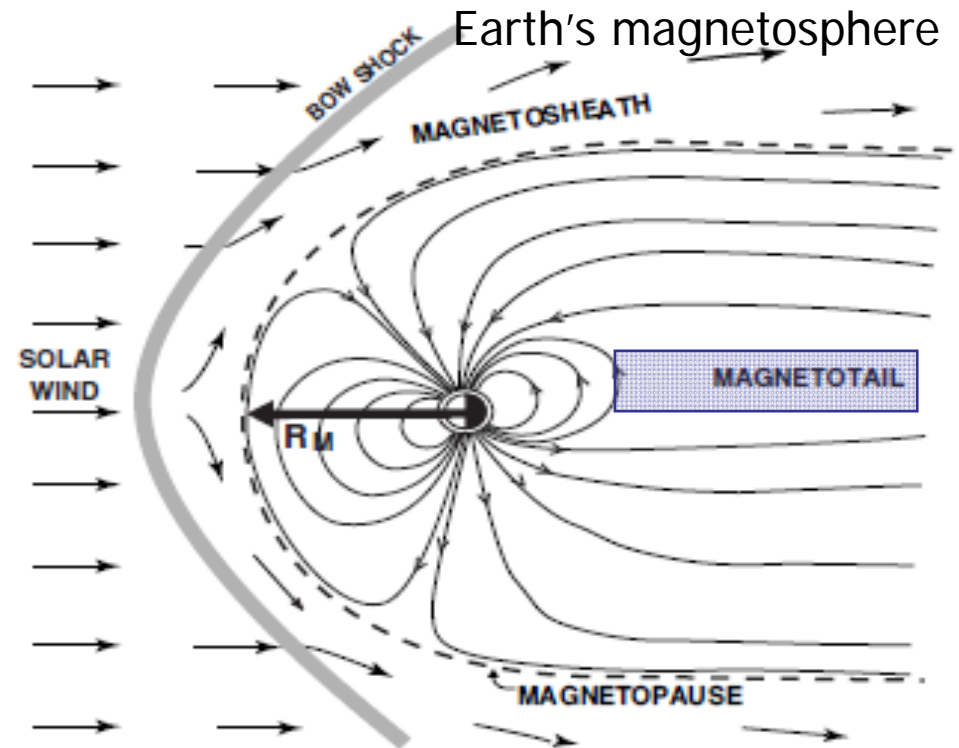 Earth's magnetosphere
BOW SHOCK
MAGNETOSHEATH
SOLAR
WIND
MAGNETOTAIL
RM
MAGNETOPAUSE